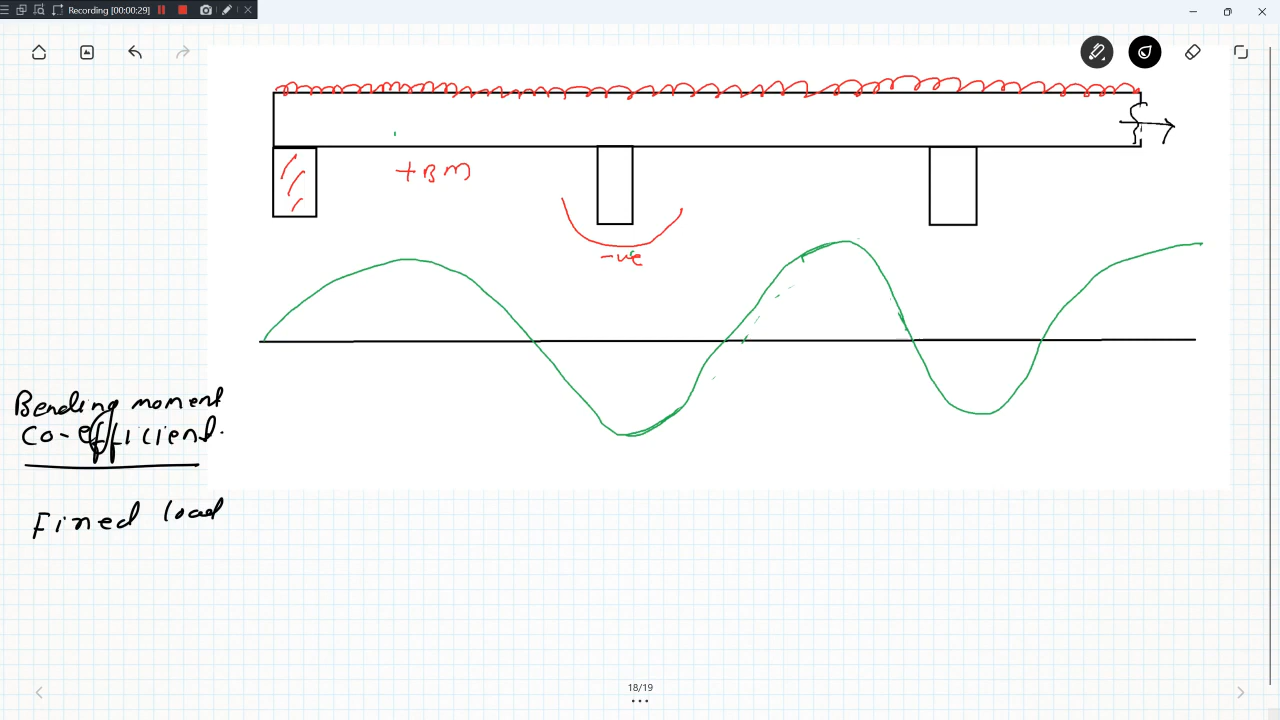 Recording [00:00:29]
+BM
-ve
Bending moment
Co-efficient.
Fixed load
18/19